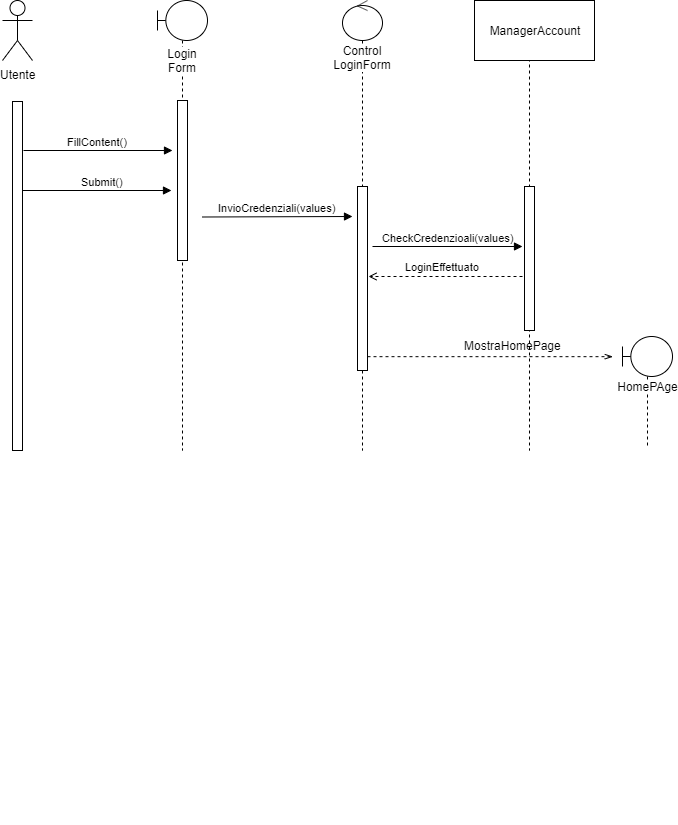 Utente
Login
Form
Control
LoginForm
ManagerAccount
FillContent()
Submit()
InvioCredenziali(values)
CheckCredenzioali(values)
LoginEffettuato
MostraHomePage
HomePAge